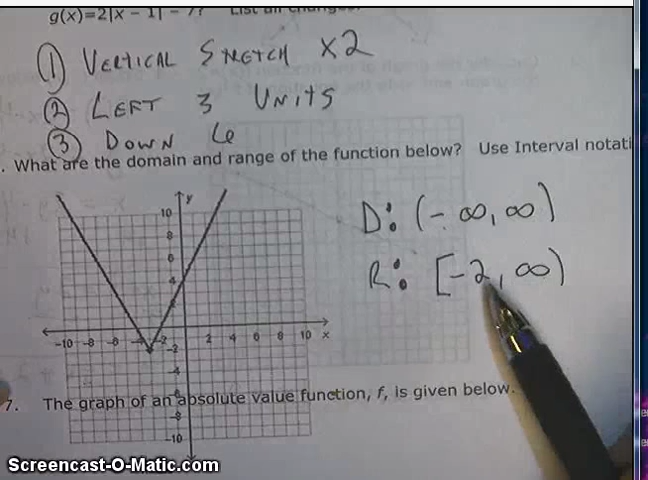 g(x)=2|x – 1| – 7?
(1) VERTICAL STRETCH X2
(2) LEFT 3 UNITS
(3) DOWN 6
. What are the domain and range of the function below? Use Interval notati
D: (-∞,∞)
R: [-2,∞)
y
10
8
6
4
-10 -8 -6 -4 -2 2 4 6 8 10 x
-2
-4
-8
-10
7. The graph of an absolute value function, f, is given below.
Screencast-O-Matic.com